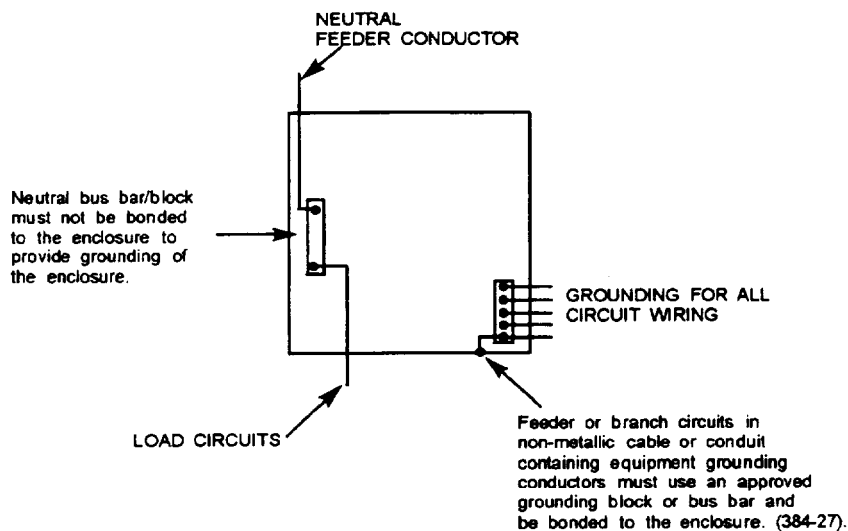 NEUTRAL
FEEDER CONDUCTOR
Neutral bus bar/block
must not be bonded
to the enclosure to
provide grounding of
the enclosure.
GROUNDING FOR ALL
CIRCUIT WIRING
LOAD CIRCUITS
Feeder or branch circuits in
non-metallic cable or conduit
containing equipment grounding
conductors must use an approved
grounding block or bus bar and
be bonded to the enclosure. (384-27).